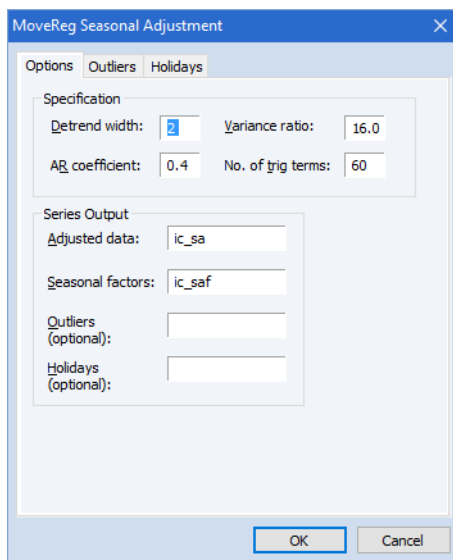 MoveReg Seasonal Adjustment
Options Outliers Holidays
Specification
Detrend width: 2 Variance ratio: 16.0
AR coefficient: 0.4 No. of trig terms: 60
Series Output
Adjusted data: ic_sa
Seasonal factors: ic_saf
Outliers
(optional):
Holidays
(optional):
OK Cancel